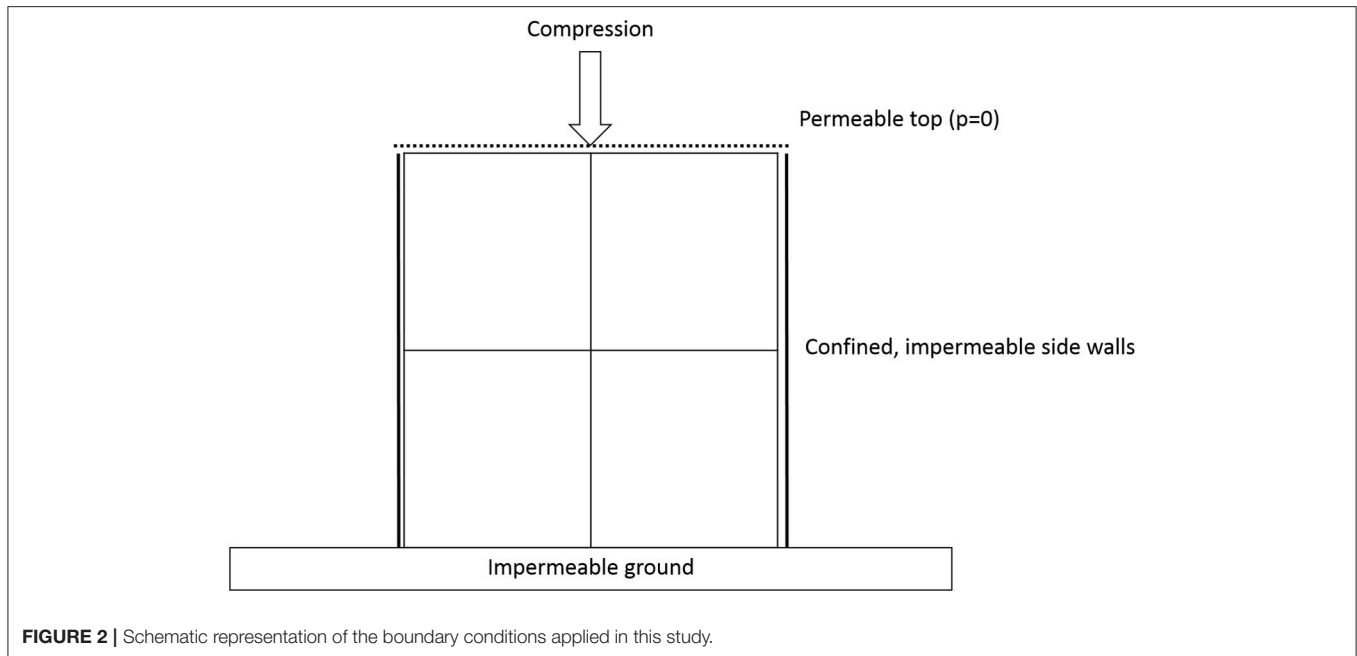 Compression
Permeable top (p=0)
Confined, impermeable side walls
Impermeable ground
FIGURE 2 | Schematic representation of the boundary conditions applied in this study.